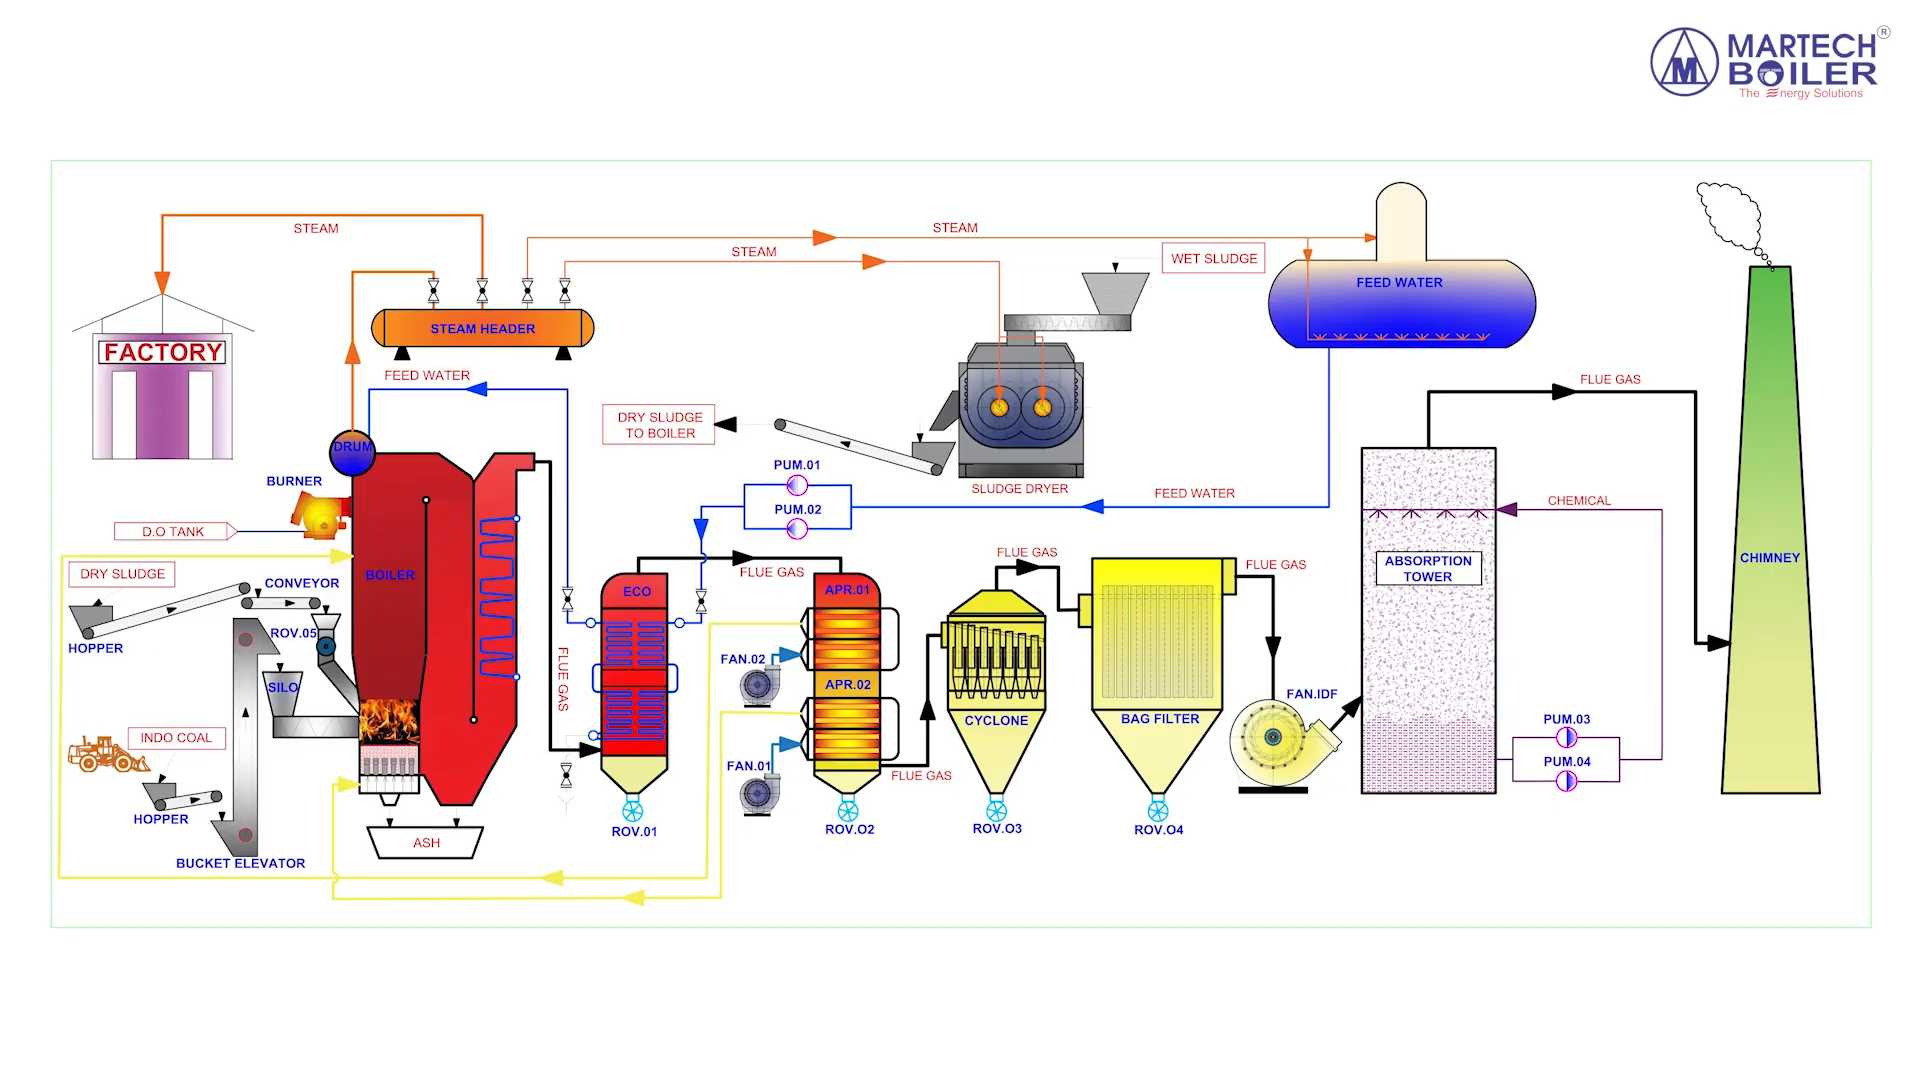 MARTECH ®
BOILER
The Energy Solutions
STEAM
STEAM
STEAM
WET SLUDGE
FEED WATER
STEAM HEADER
FACTORY
FEED WATER
FLUE GAS
DRY SLUDGE
TO BOILER
DRUM
BURNER
PUM.01
SLUDGE DRYER
FEED WATER
CHEMICAL
PUM.02
D.O TANK
FLUE GAS
FLUE GAS
FLUE GAS
ABSORPTION
TOWER
CHIMNEY
DRY SLUDGE
CONVEYOR
BOILER
ECO
APR.01
ROV.05
HOPPER
FAN.02
FLUE GAS
SILO
APR.02
FAN.IDF
CYCLONE
BAG FILTER
PUM.03
INDO COAL
FAN.01
FLUE GAS
PUM.04
HOPPER
ROV.01
ROV.O2
ROV.O3
ROV.O4
ASH
BUCKET ELEVATOR